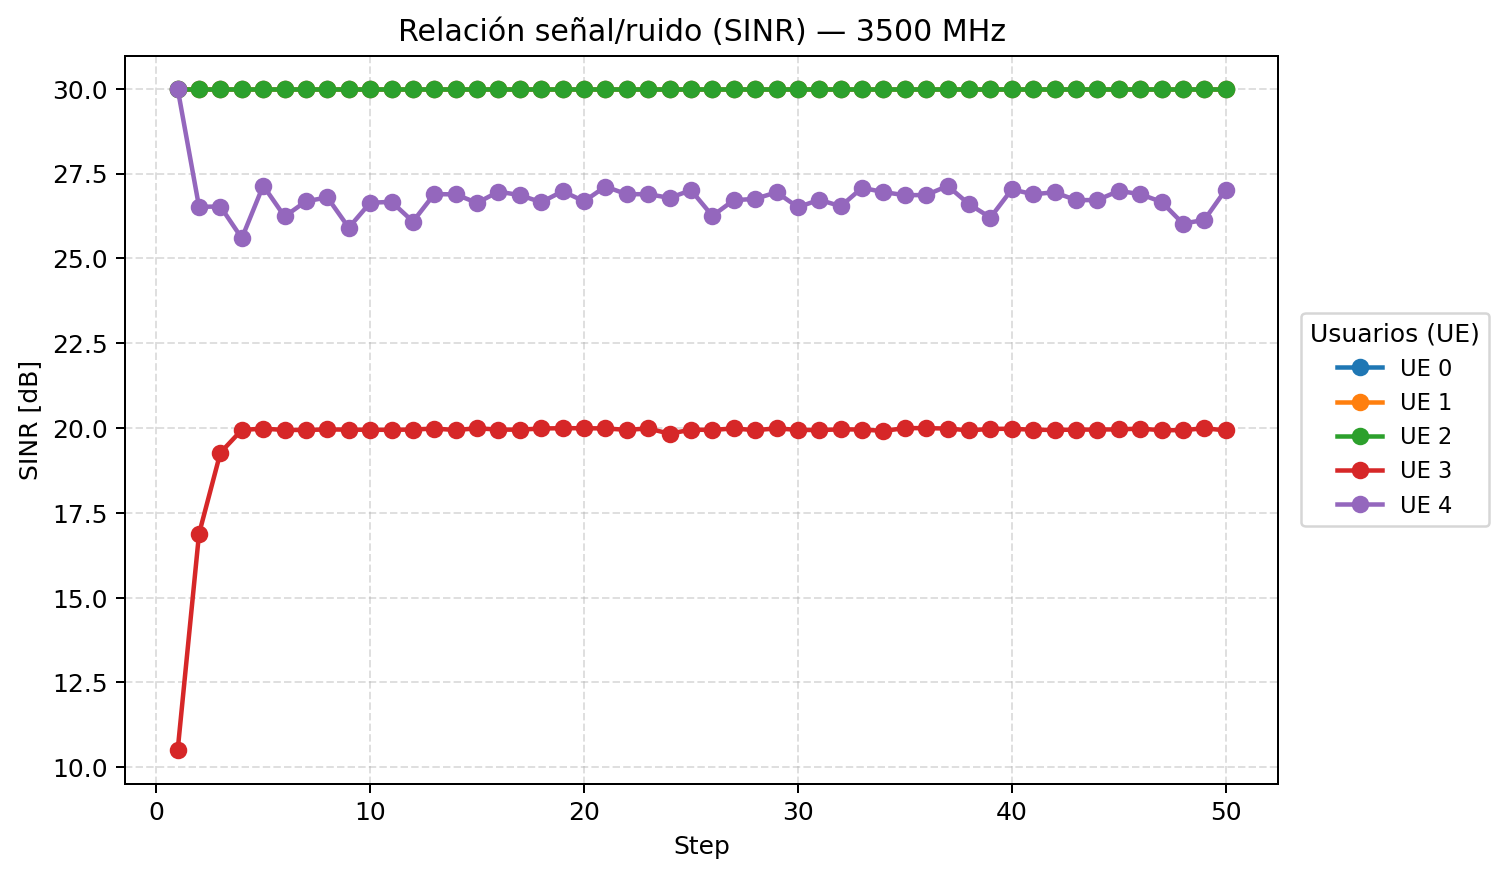 Relación señal/ruido (SINR) — 3500 MHz
30.0
27.5
25.0
22.5
20.0
17.5
15.0
12.5
10.0
SINR [dB]
0 10 20 30 40 50
Step
Usuarios (UE)
UE 0
UE 1
UE 2
UE 3
UE 4